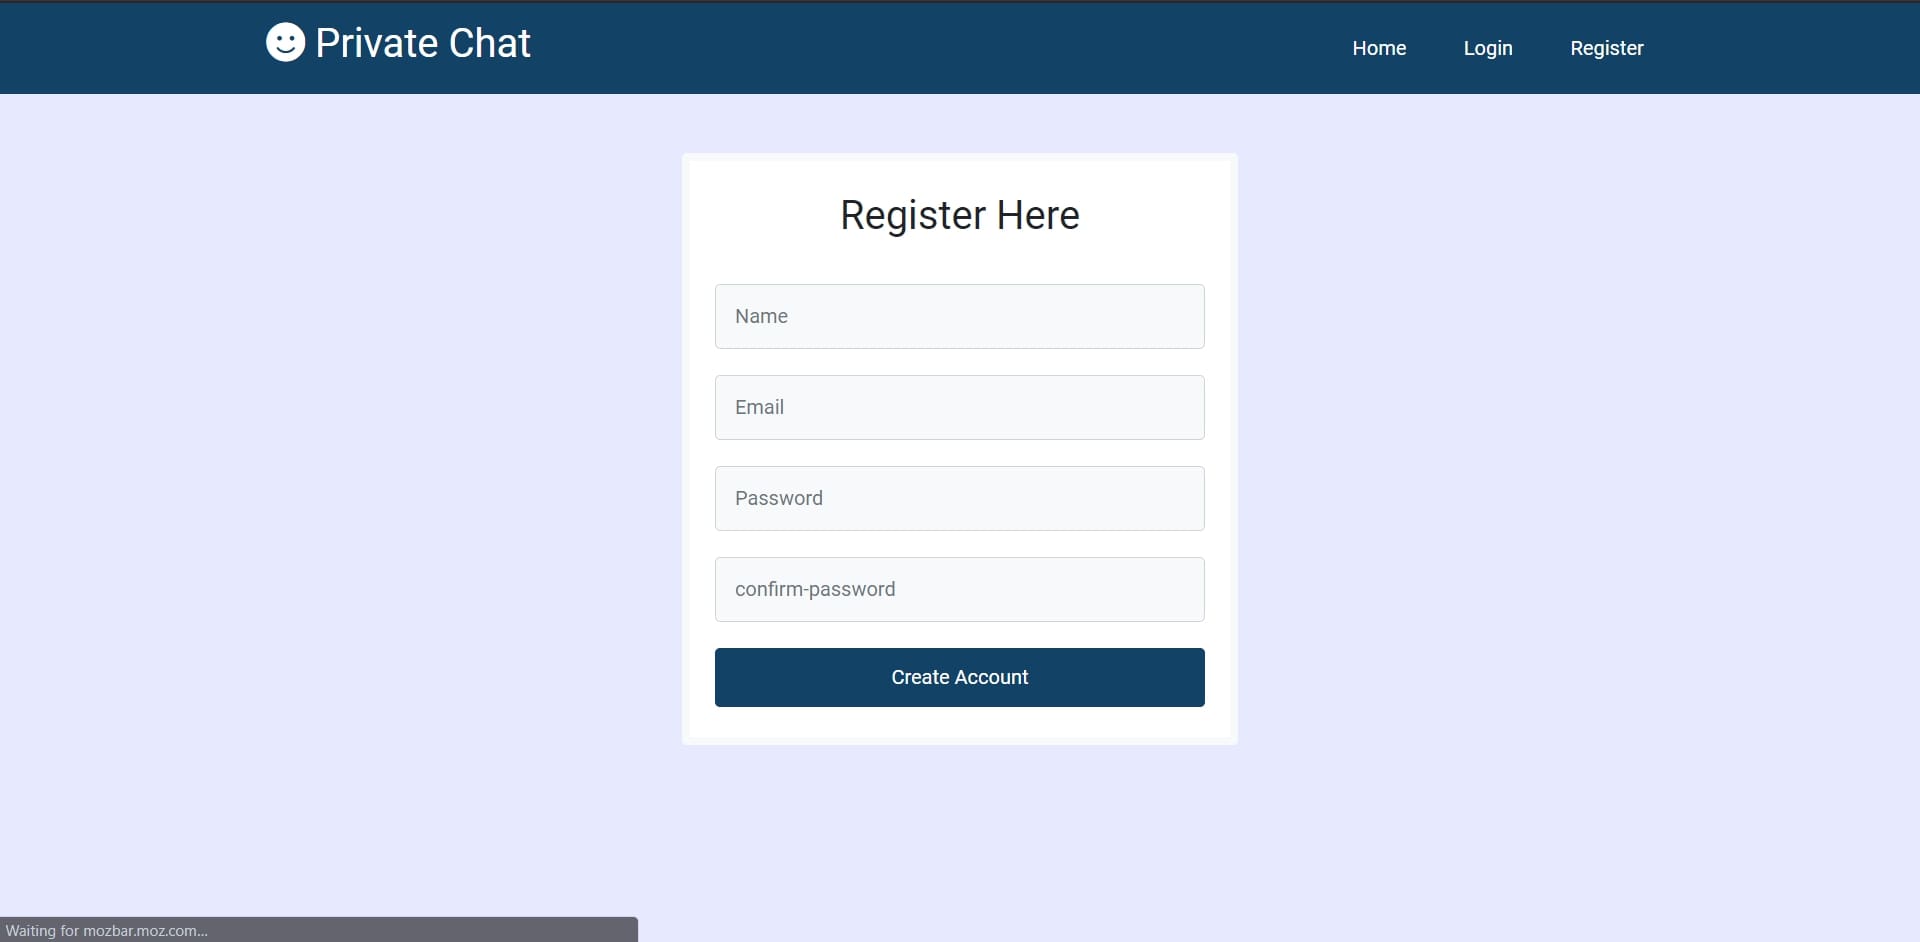 Private Chat
Home Login Register
Register Here
Name
Email
Password
confirm-password
Create Account
Waiting for mozbar.moz.com...